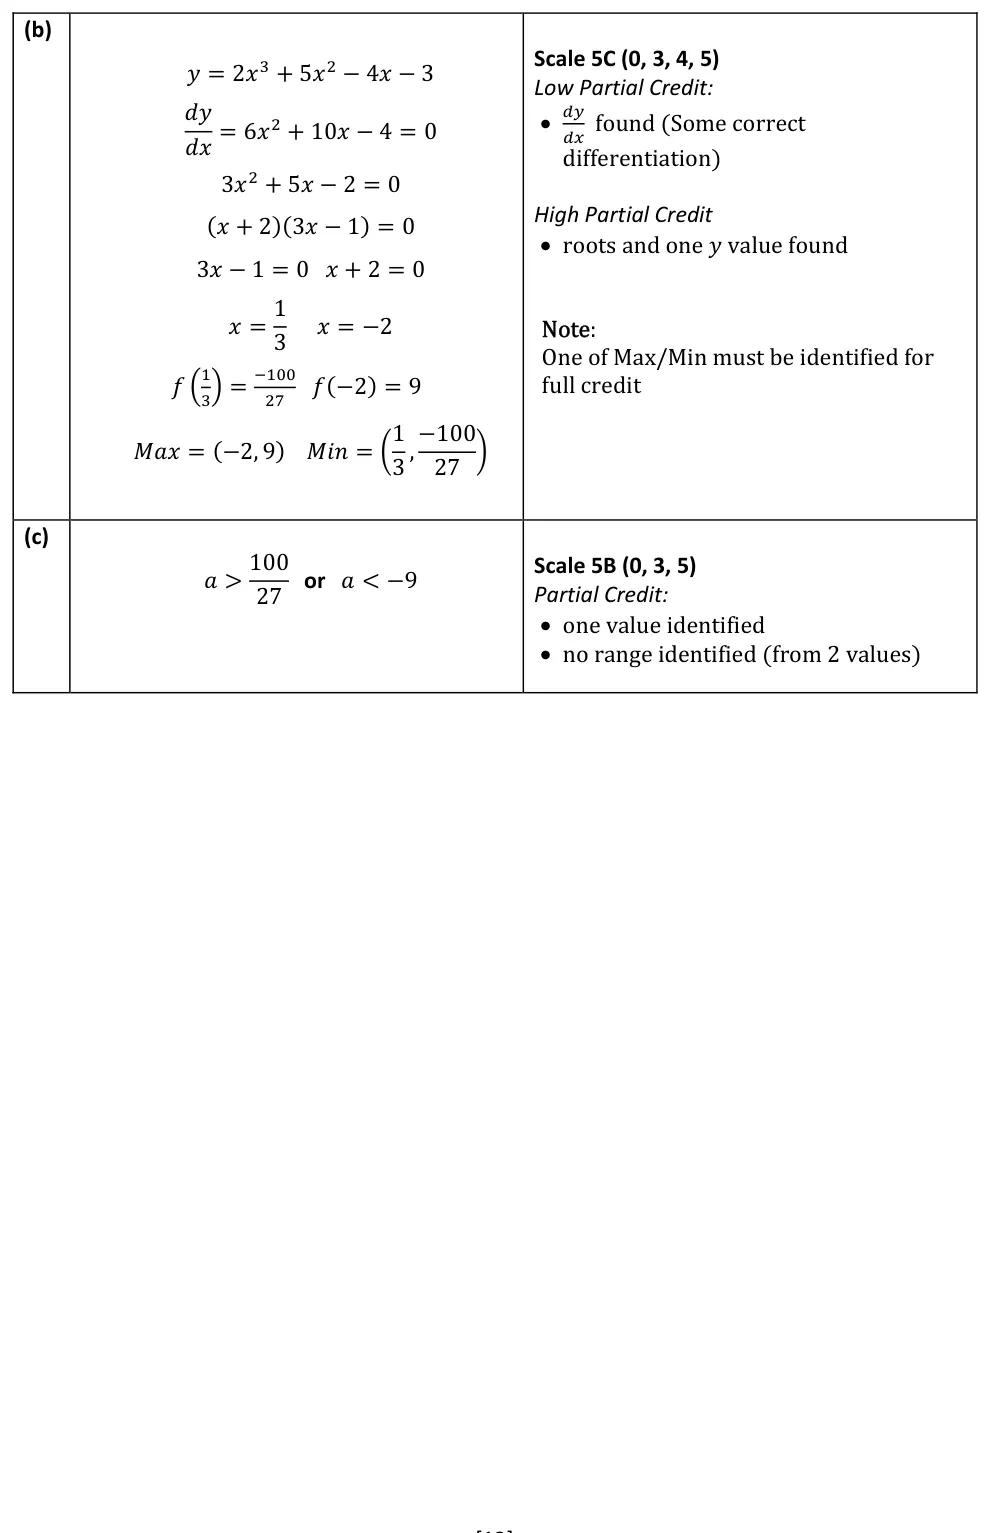 (b)
y = 2x³ + 5x² − 4x − 3
dy/dx = 6x² + 10x − 4 = 0
3x² + 5x − 2 = 0
(x + 2)(3x − 1) = 0
3x − 1 = 0 x + 2 = 0
x = 1/3 x = −2
f(1/3) = −100/27 f(−2) = 9
Max = (−2, 9) Min = (1/3, −100/27)
Scale 5C (0, 3, 4, 5)
Low Partial Credit:
• dy/dx found (Some correct
differentiation)
High Partial Credit
• roots and one y value found
Note:
One of Max/Min must be identified for
full credit
(c)
a > 100/27 or a < −9
Scale 5B (0, 3, 5)
Partial Credit:
• one value identified
• no range identified (from 2 values)